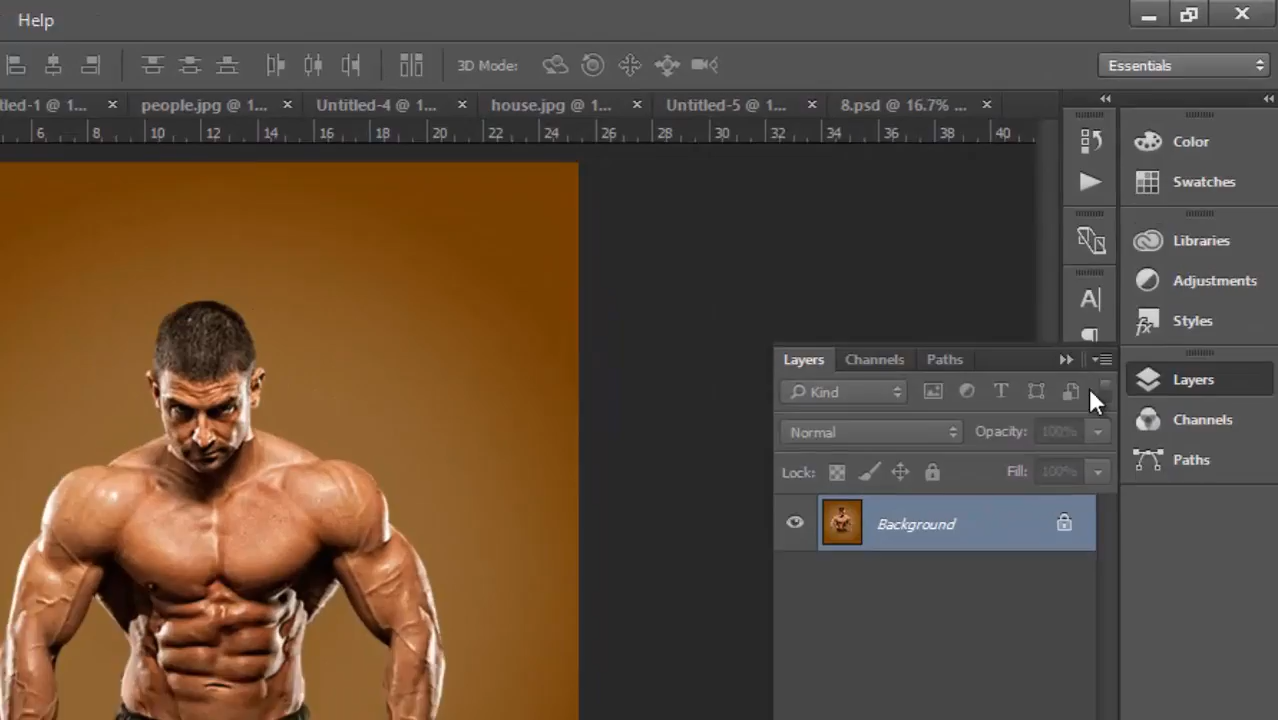 Help
3D Mode:
Essentials
tled-1 @ 1...
people.jpg @ 1...
Untitled-4 @ 1...
house.jpg @ 1...
Untitled-5 @ 1...
8.psd @ 16.7% ...
6 8 10 12 14 16 18 20 22 24 26 28 30 32 34 36 38 40
Color
Swatches
Libraries
Adjustments
Styles
Layers
Channels
Paths
Layers Channels Paths
Kind
Normal
Opacity: 100%
Lock:
Fill: 100%
Background